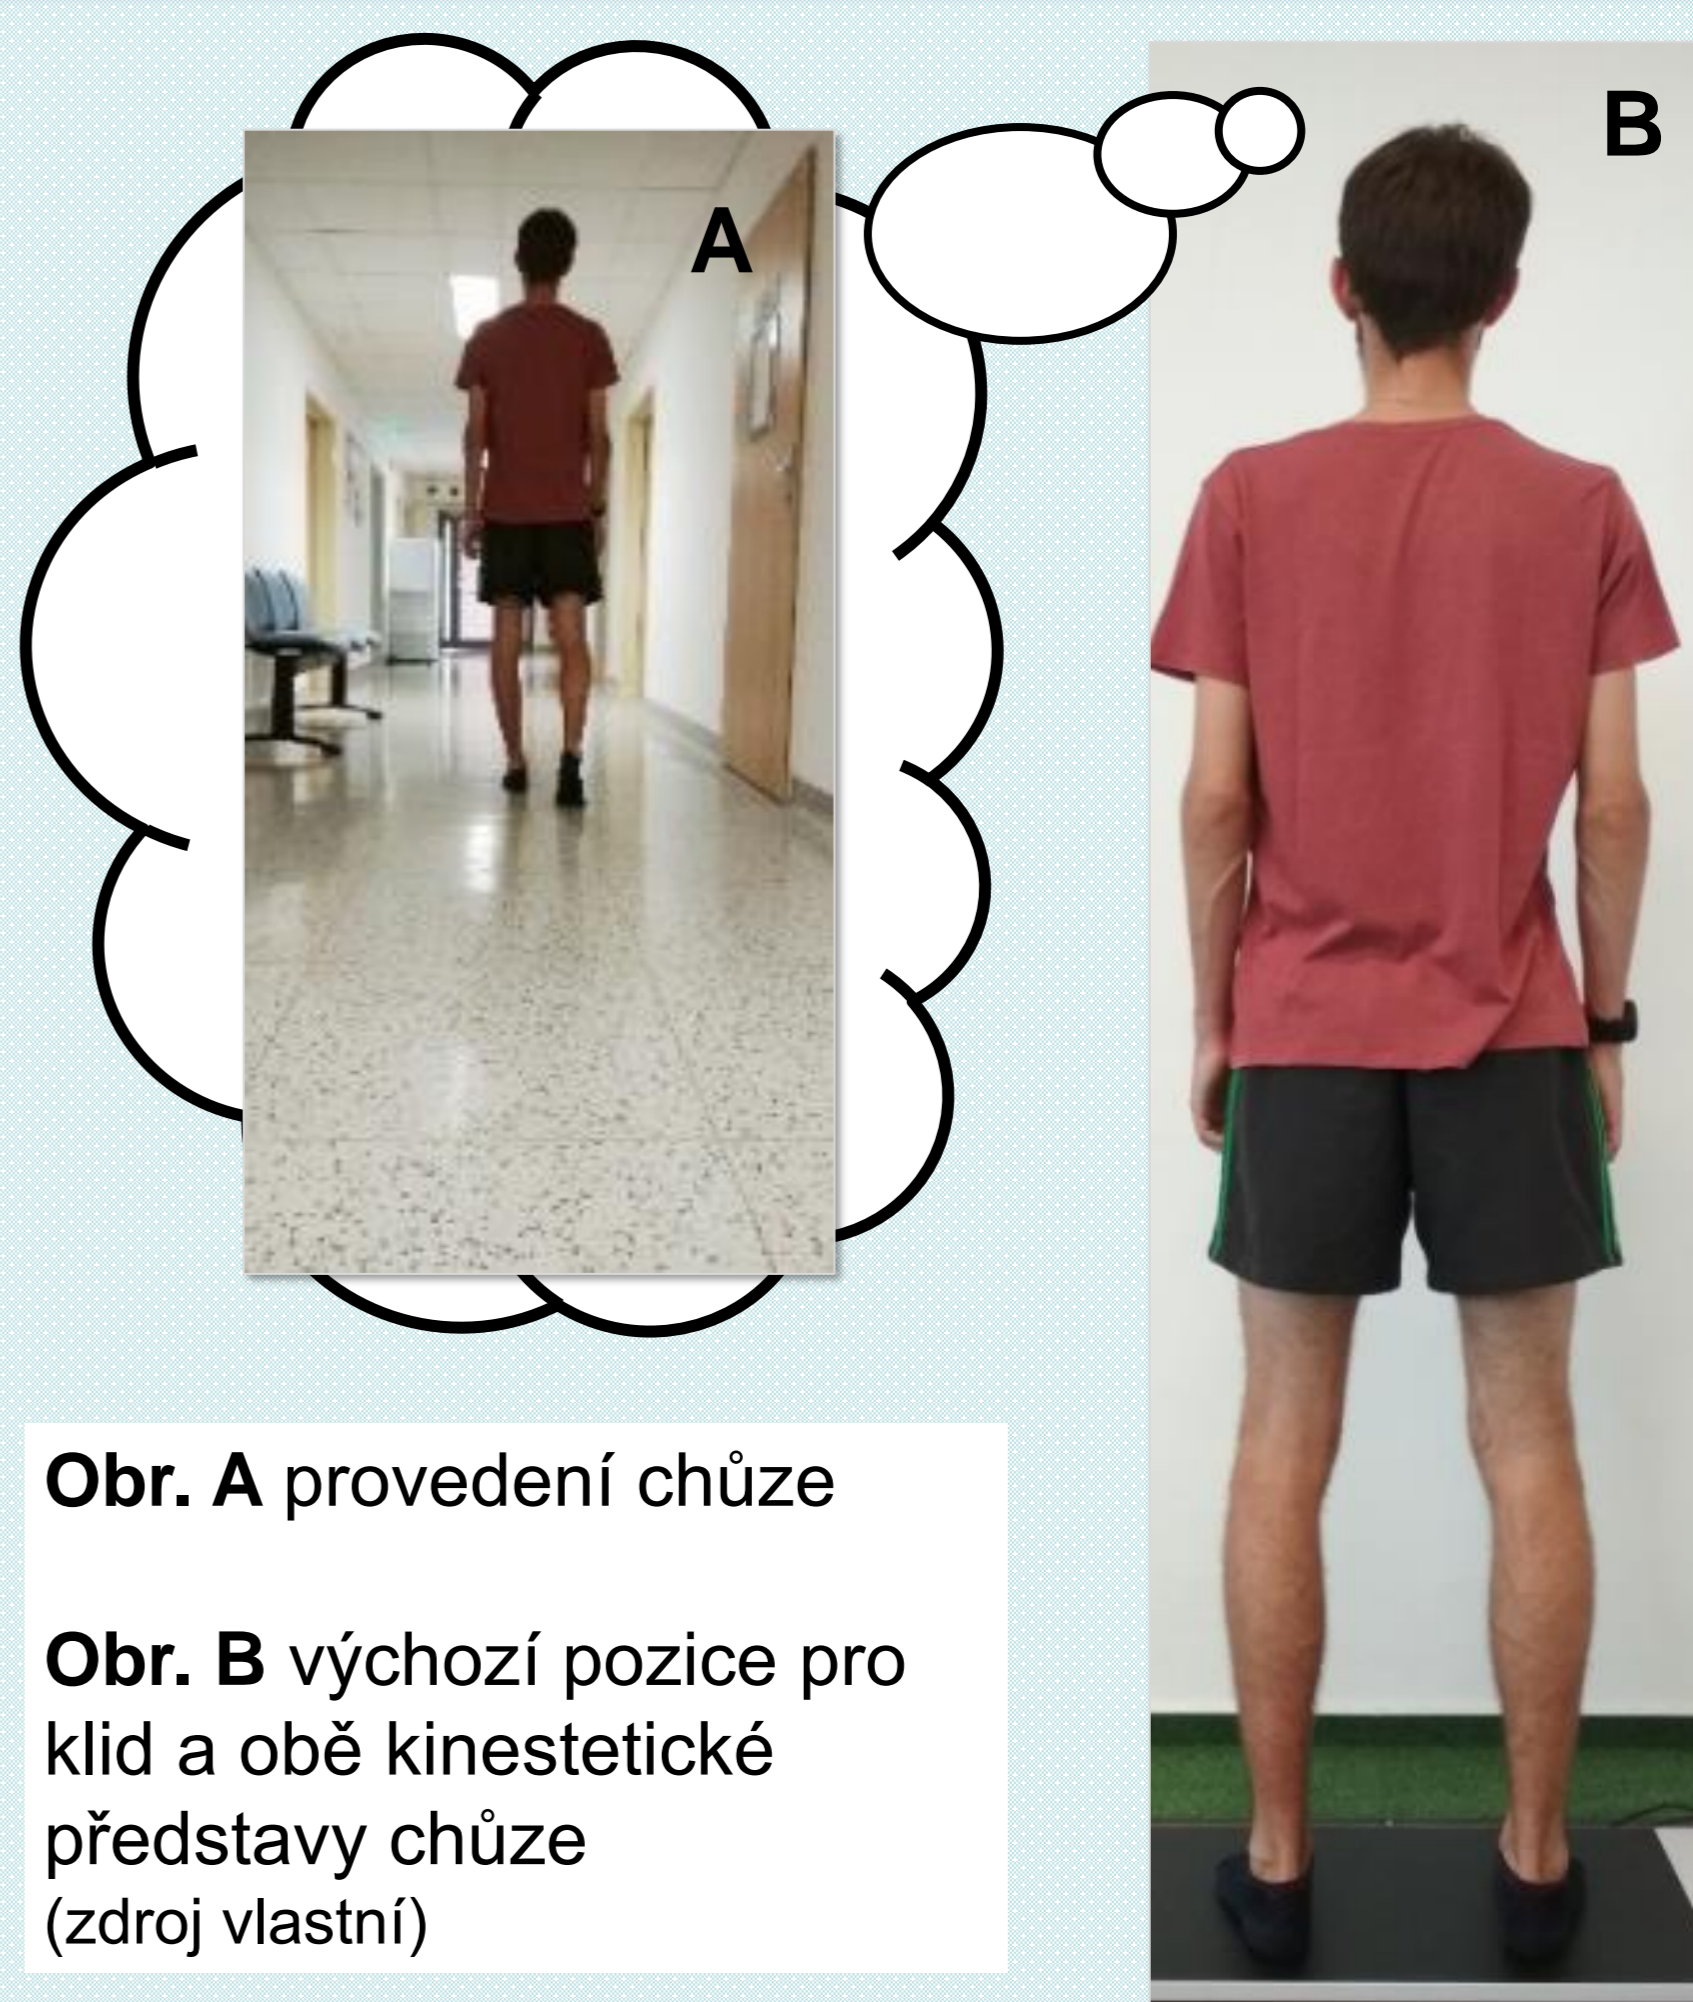 A
B
Obr. A provedení chůze
Obr. B výchozí pozice pro
klid a obě kinestetické
představy chůze
(zdroj vlastní)